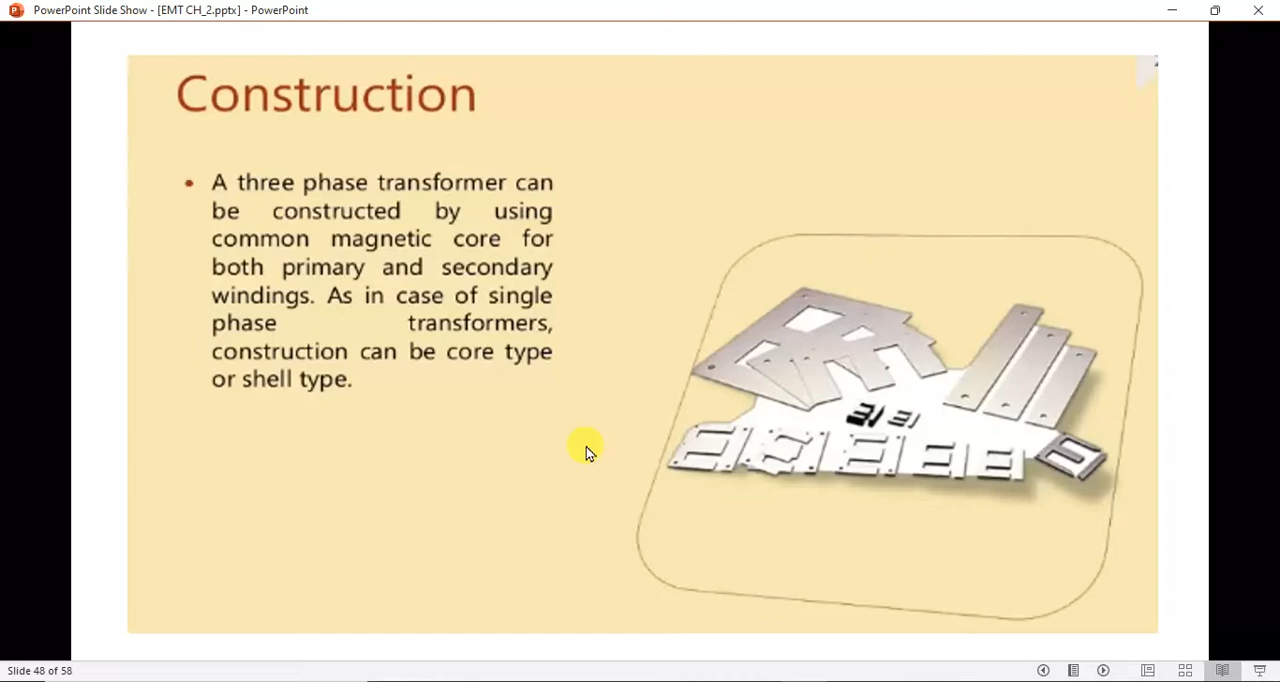 PowerPoint Slide Show - [EMT CH_2.pptx] - PowerPoint
Construction
• A three phase transformer can
be constructed by using
common magnetic core for
both primary and secondary
windings. As in case of single
phase transformers,
construction can be core type
or shell type.
Slide 48 of 58